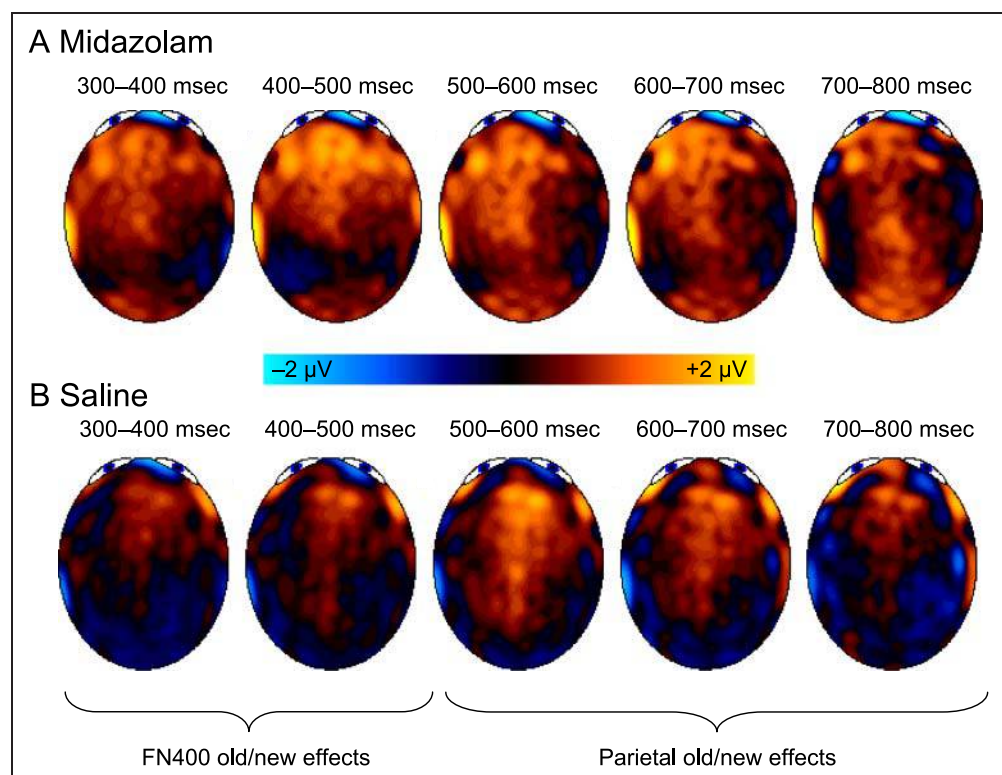 A Midazolam
300–400 msec 400–500 msec 500–600 msec 600–700 msec 700–800 msec
–2 µV +2 µV
B Saline
300–400 msec 400–500 msec 500–600 msec 600–700 msec 700–800 msec
FN400 old/new effects Parietal old/new effects